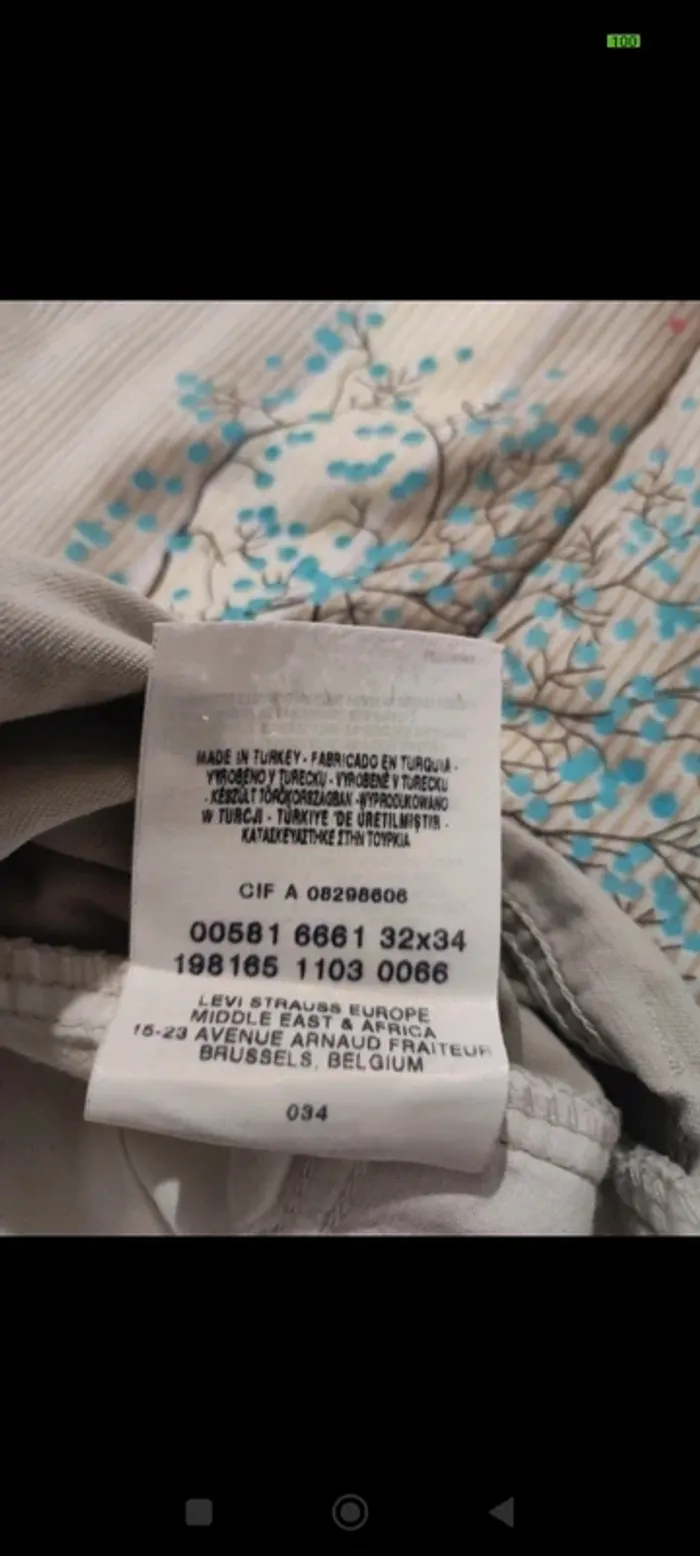 100
MADE IN TURKEY - FABRICADO EN TURQUIA -
VYROBENO V TURECKU - VYROBENÉ V TURECKU
- KÉSZÜLT TÖRÖKORSZÁGBAN - WYPRODUKOWANO
W TURCJI - TÜRKIYE 'DE ÜRETILMIŞTIR -
ΚΑΤΑΣΚΕΥΑΣΤΗΚΕ ΣΤΗΝ ΤΟΥΡΚΙΑ
CIF A 08298606
00581 6661 32x34
198165 1103 0066
LEVI STRAUSS EUROPE
MIDDLE EAST & AFRICA
15-23 AVENUE ARNAUD FRAITEUR
BRUSSELS, BELGIUM
034